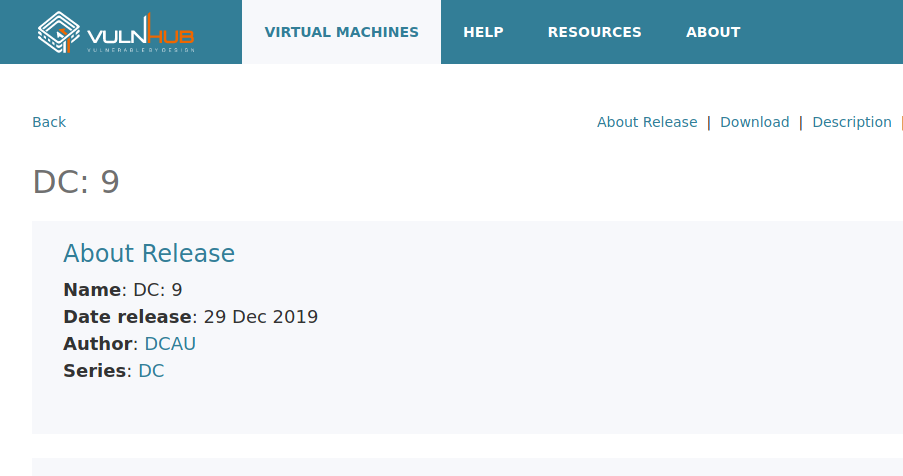 VULNHUB
VULNERABLE BY DESIGN
VIRTUAL MACHINES
HELP
RESOURCES
ABOUT
Back
About Release | Download | Description |
DC: 9
About Release
Name: DC: 9
Date release: 29 Dec 2019
Author: DCAU
Series: DC